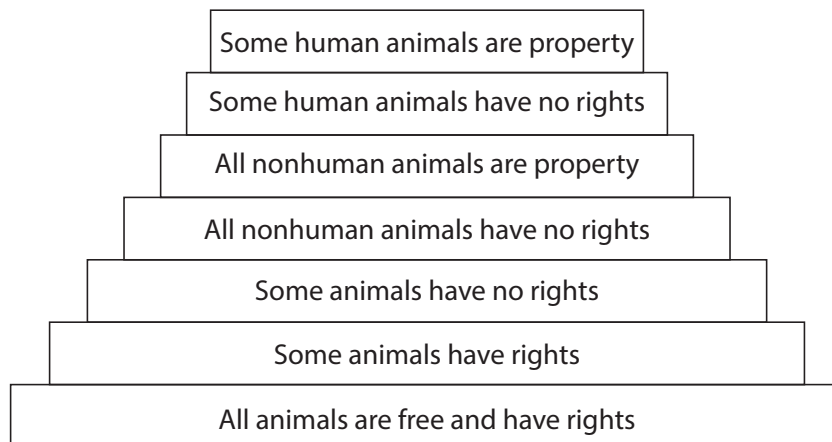 Some human animals are property
Some human animals have no rights
All nonhuman animals are property
All nonhuman animals have no rights
Some animals have no rights
Some animals have rights
All animals are free and have rights